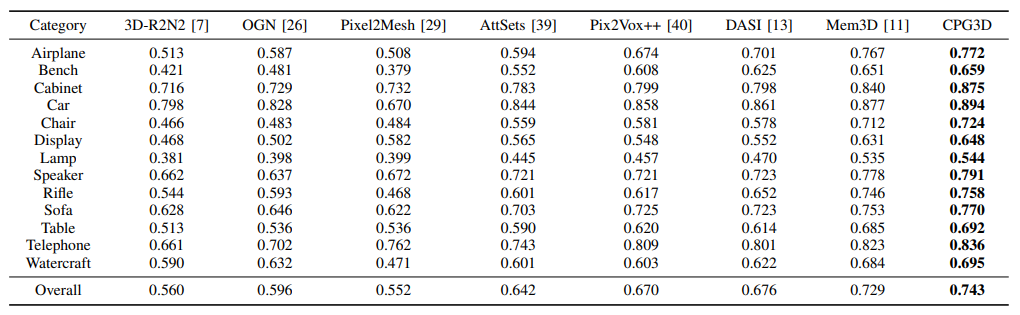 Category 3D-R2N2 [7] OGN [26] Pixel2Mesh [29] AttSets [39] Pix2Vox++ [40] DASI [13] Mem3D [11] CPG3D
Airplane 0.513 0.587 0.508 0.594 0.674 0.701 0.767 0.772
Bench 0.421 0.481 0.379 0.552 0.608 0.625 0.651 0.659
Cabinet 0.716 0.729 0.732 0.783 0.799 0.798 0.840 0.875
Car 0.798 0.828 0.670 0.844 0.858 0.861 0.877 0.894
Chair 0.466 0.483 0.484 0.559 0.581 0.578 0.712 0.724
Display 0.468 0.502 0.582 0.565 0.548 0.552 0.631 0.648
Lamp 0.381 0.398 0.399 0.445 0.457 0.470 0.535 0.544
Speaker 0.662 0.637 0.672 0.721 0.721 0.723 0.778 0.791
Rifle 0.544 0.593 0.468 0.601 0.617 0.652 0.746 0.758
Sofa 0.628 0.646 0.622 0.703 0.725 0.723 0.753 0.770
Table 0.513 0.536 0.536 0.590 0.620 0.614 0.685 0.692
Telephone 0.661 0.702 0.762 0.743 0.809 0.801 0.823 0.836
Watercraft 0.590 0.632 0.471 0.601 0.603 0.622 0.684 0.695
Overall 0.560 0.596 0.552 0.642 0.670 0.676 0.729 0.743